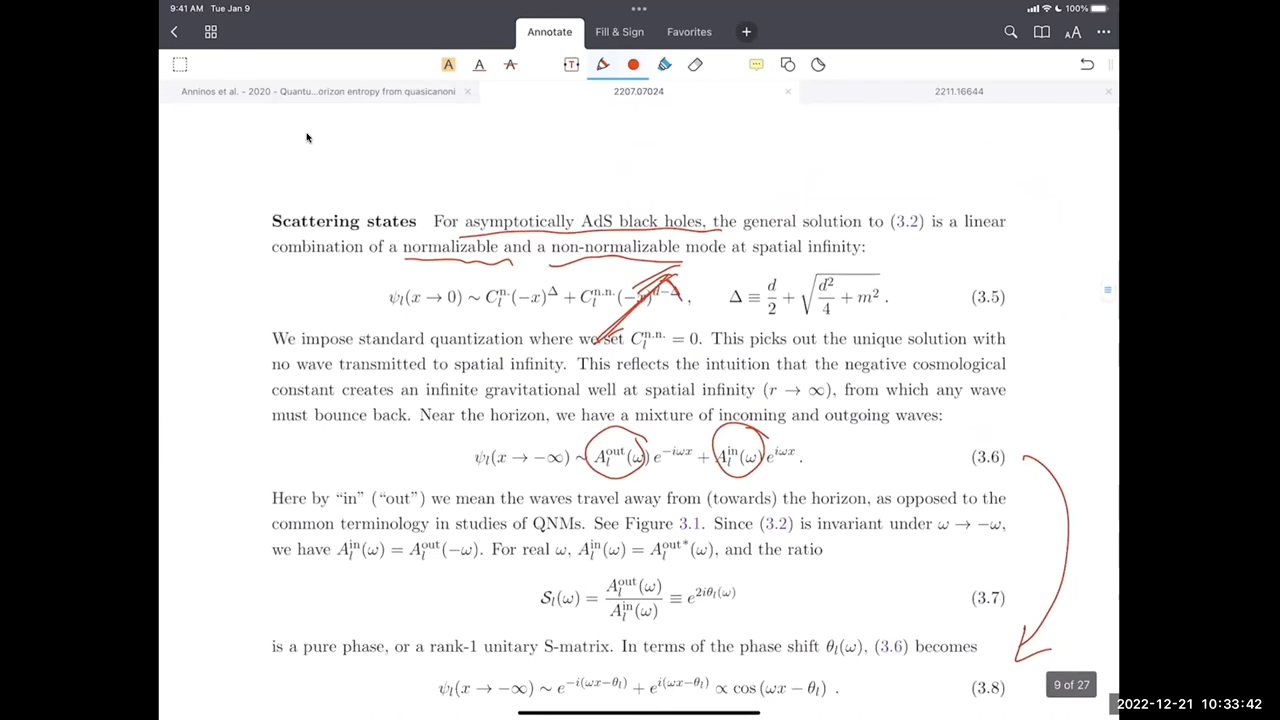 9:41 AM Tue Jan 9
100%
Annotate
Fill & Sign
Favorites
Anninos et al. - 2020 - Quantu...orizon entropy from quasicanoni
2207.07024
2211.16644
Scattering states For asymptotically AdS black holes, the general solution to (3.2) is a linear
combination of a normalizable and a non-normalizable mode at spatial infinity:
ψ_l(x → 0) ∼ C_l^{n.}(−x)^Δ + C_l^{n.n.}(−x)^{d−Δ} , Δ ≡ d/2 + √(d²/4 + m²) . (3.5)
We impose standard quantization where we set C_l^{n.n.} = 0. This picks out the unique solution with
no wave transmitted to spatial infinity. This reflects the intuition that the negative cosmological
constant creates an infinite gravitational well at spatial infinity (r → ∞), from which any wave
must bounce back. Near the horizon, we have a mixture of incoming and outgoing waves:
ψ_l(x → −∞) ∼ A_l^{out}(ω) e^{−iωx} + A_l^{in}(ω) e^{iωx} . (3.6)
Here by “in” (“out”) we mean the waves travel away from (towards) the horizon, as opposed to the
common terminology in studies of QNMs. See Figure 3.1. Since (3.2) is invariant under ω → −ω,
we have A_l^{in}(ω) = A_l^{out}(−ω). For real ω, A_l^{in}(ω) = A_l^{out*}(ω), and the ratio
S_l(ω) = A_l^{out}(ω) / A_l^{in}(ω) ≡ e^{2iθ_l(ω)} (3.7)
is a pure phase, or a rank-1 unitary S-matrix. In terms of the phase shift θ_l(ω), (3.6) becomes
ψ_l(x → −∞) ∼ e^{−i(ωx−θ_l)} + e^{i(ωx−θ_l)} ∝ cos (ωx − θ_l) . (3.8)
9 of 27
2022-12-21 10:33:42